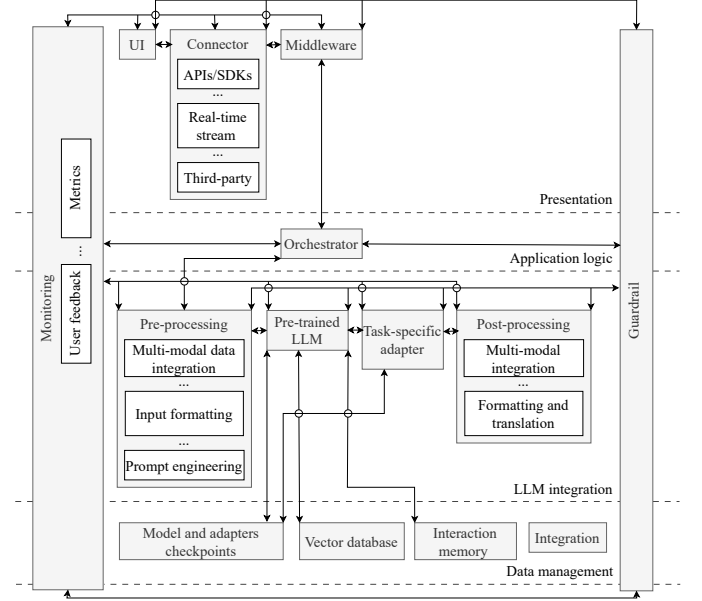 UI
Connector
Middleware
APIs/SDKs
...
Real-time
stream
...
Third-party
Presentation
Metrics
...
User feedback
Monitoring
Guardrail
Orchestrator
Application logic
Pre-processing
Multi-modal data
integration
...
Input formatting
...
Prompt engineering
Pre-trained
LLM
Task-specific
adapter
Post-processing
Multi-modal
integration
...
Formatting and
translation
LLM integration
Model and adapters
checkpoints
Vector database
Interaction
memory
Integration
Data management